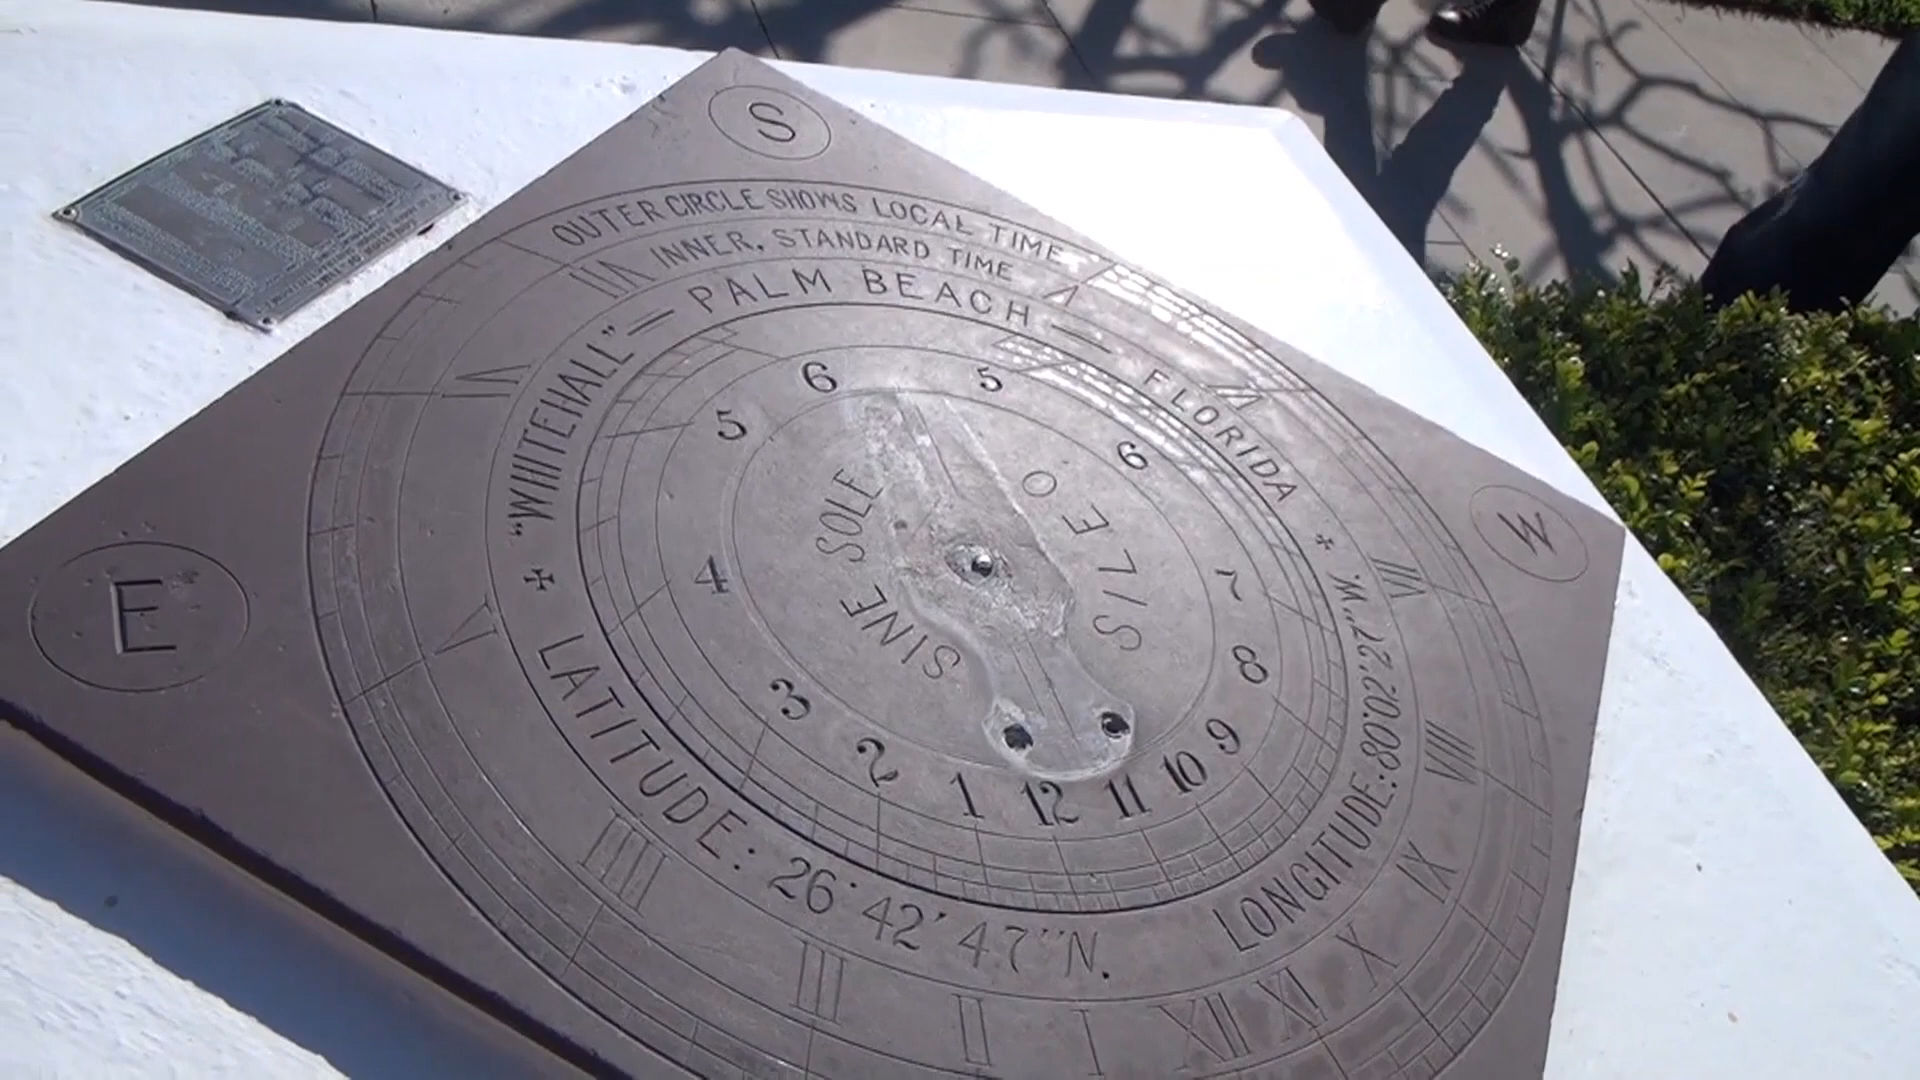 S
OUTER CIRCLE SHOWS LOCAL TIME
INNER, STANDARD TIME
"WHITEHALL" — PALM BEACH — FLORIDA
E
W
SINE SOLE
SILEO
6 5
5 6
4 7
3 8
2 1 12 11 10 9
LATITUDE: 26° 42' 47" N.
LONGITUDE: 80° 02' 27" W.
V VI VII
V VI VII
IIII VIII
III II I XII XI X IX